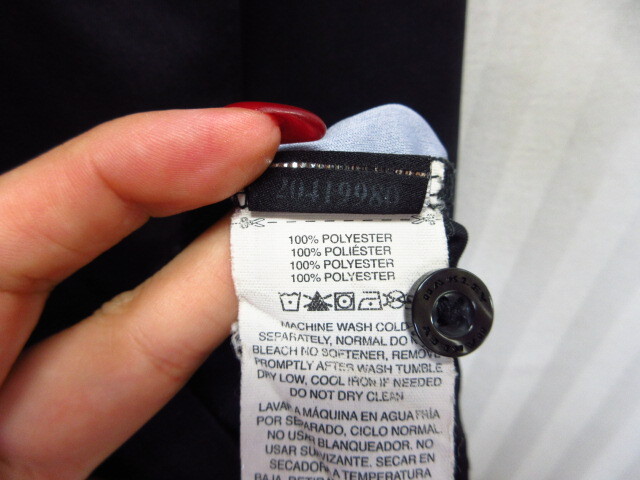 100% POLYESTER
100% POLIÉSTER
100% POLYESTER
100% POLYESTER
MACHINE WASH COLD
SEPARATELY, NORMAL DO
BLEACH NO SOFTENER, REMOVE
PROMPTLY AFTER WASH TUMBLE
DRY LOW, COOL IRON IF NEEDED
DO NOT DRY CLEAN
LAVAR A MÁQUINA EN AGUA FRÍA
POR SEPARADO, CICLO NORMAL.
NO USAR BLANQUEADOR. NO
USAR SUAVIZANTE. SECAR EN
SECADORA A TEMPERATURA
BAJA.
OAKLEY